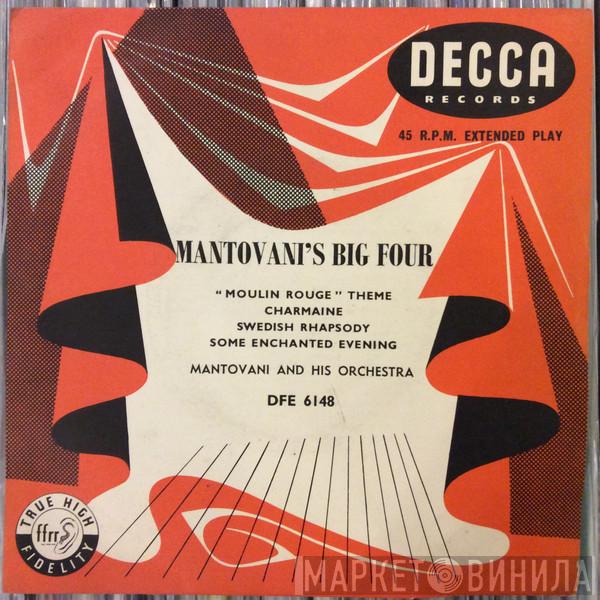 DECCA
RECORDS
45 R.P.M. EXTENDED PLAY
MANTOVANI'S BIG FOUR
"MOULIN ROUGE" THEME
CHARMAINE
SWEDISH RHAPSODY
SOME ENCHANTED EVENING
MANTOVANI AND HIS ORCHESTRA
DFE 6148
TRUE HIGH
ffrr
FIDELITY
МАРКЕТ ВИНИЛА